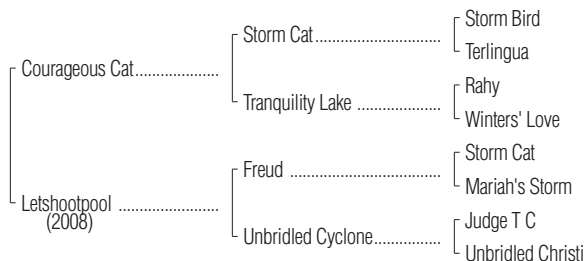 Storm Bird
Storm Cat..................................
Terlingua
Courageous Cat.....................
Rahy
Tranquility Lake ........................
Winters' Love
Storm Cat
Freud ........................................
Mariah's Storm
Letshootpool .........................
(2008)
Judge T C
Unbridled Cyclone....................
Unbridled Christi